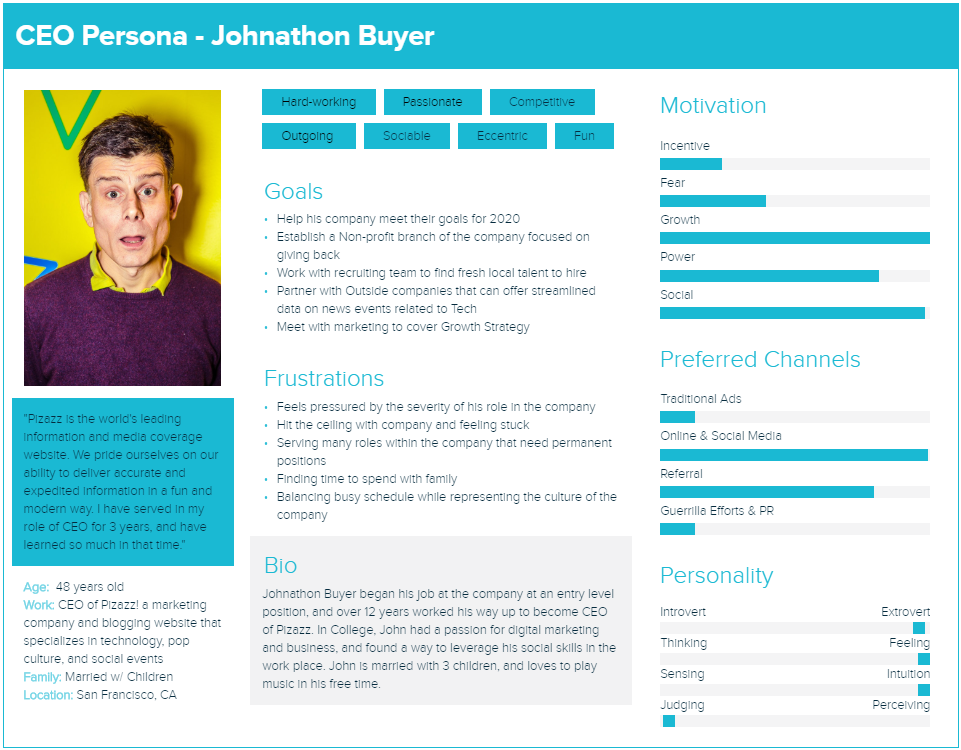 CEO Persona - Johnathon Buyer
Hard-working Passionate Competitive
Outgoing Sociable Eccentric Fun
"Pizazz is the world's leading
information and media coverage
website. We pride ourselves on our
ability to deliver accurate and
expedited information in a fun and
modern way. I have served in my
role of CEO for 3 years, and have
learned so much in that time."
Age: 48 years old
Work: CEO of Pizazz! a marketing
company and blogging website that
specializes in technology, pop
culture, and social events
Family: Married w/ Children
Location: San Francisco, CA
Goals
• Help his company meet their goals for 2020
• Establish a Non-profit branch of the company focused on
giving back
• Work with recruiting team to find fresh local talent to hire
• Partner with Outside companies that can offer streamlined
data on news events related to Tech
• Meet with marketing to cover Growth Strategy
Frustrations
• Feels pressured by the severity of his role in the company
• Hit the ceiling with company and feeling stuck
• Serving many roles within the company that need permanent
positions
• Finding time to spend with family
• Balancing busy schedule while representing the culture of the
company
Bio
Johnathon Buyer began his job at the company at an entry level
position, and over 12 years worked his way up to become CEO
of Pizazz. In College, John had a passion for digital marketing
and business, and found a way to leverage his social skills in the
work place. John is married with 3 children, and loves to play
music in his free time.
Motivation
Incentive
Fear
Growth
Power
Social
Preferred Channels
Traditional Ads
Online & Social Media
Referral
Guerrilla Efforts & PR
Personality
Introvert Extrovert
Thinking Feeling
Sensing Intuition
Judging Perceiving